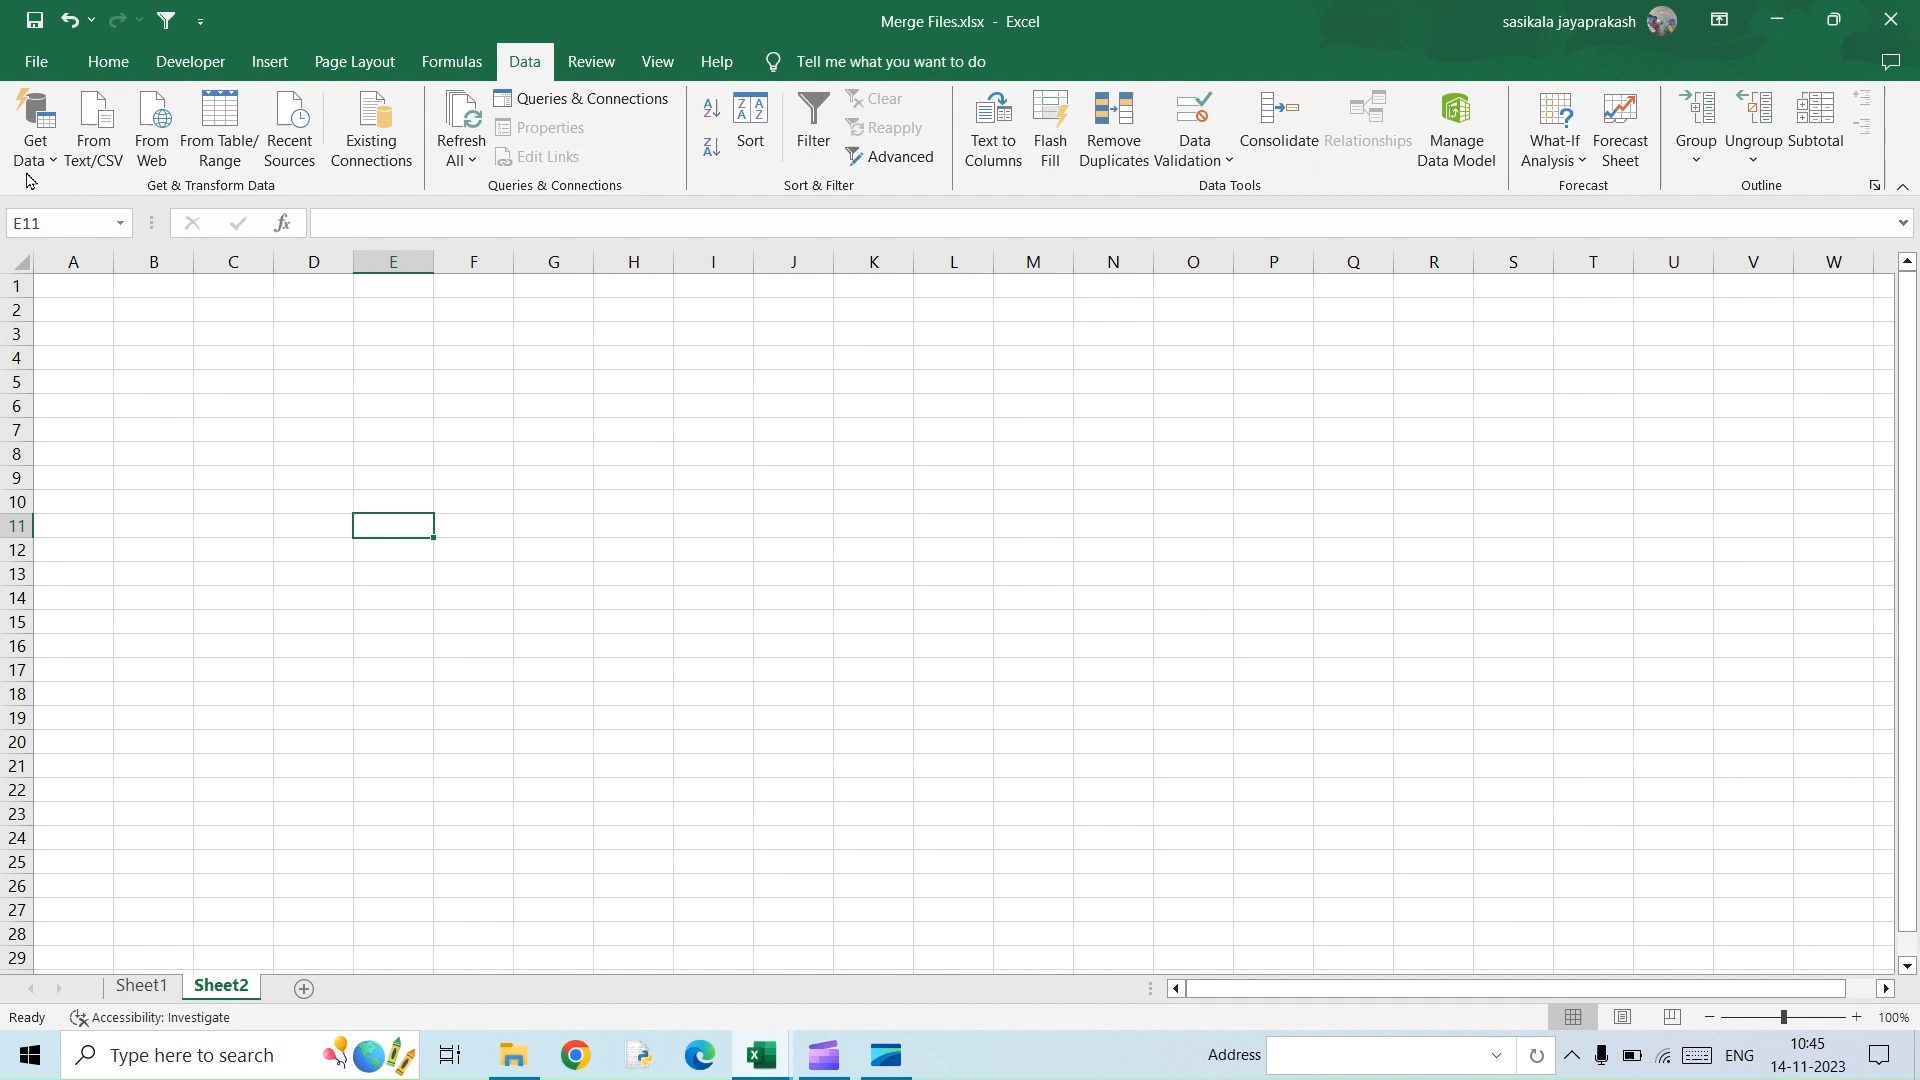 Merge Files.xlsx - Excel
sasikala jayaprakash
File Home Developer Insert Page Layout Formulas Data Review View Help Tell me what you want to do
Get Data
From Text/CSV
From Web
From Table/ Range
Recent Sources
Existing Connections
Get & Transform Data
Refresh All
Queries & Connections
Properties
Edit Links
Queries & Connections
Sort
Filter
Clear
Reapply
Advanced
Sort & Filter
Text to Columns
Flash Fill
Remove Duplicates
Data Validation
Consolidate
Relationships
Manage Data Model
Data Tools
What-If Analysis
Forecast Sheet
Forecast
Group
Ungroup
Subtotal
Outline
E11
fx
A B C D E F G H I J K L M N O P Q R S T U V W
1
2
3
4
5
6
7
8
9
10
11
12
13
14
15
16
17
18
19
20
21
22
23
24
25
26
27
28
29
Sheet1 Sheet2
Ready Accessibility: Investigate 100%
Type here to search
Address
ENG
10:45
14-11-2023